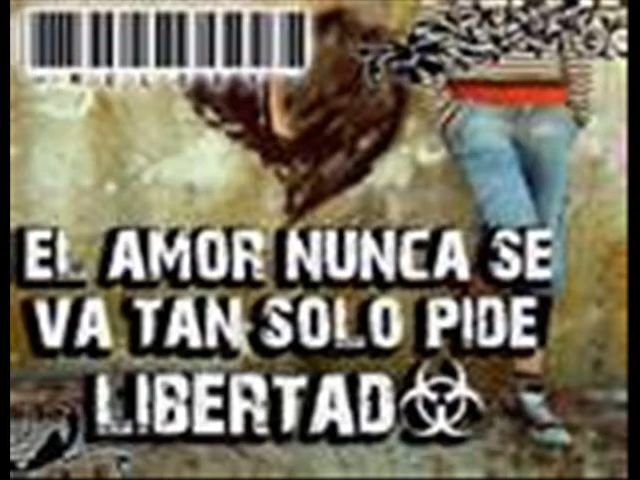 EL AMOR NUNCA SE
VA TAN SOLO PIDE
LIBERTAD